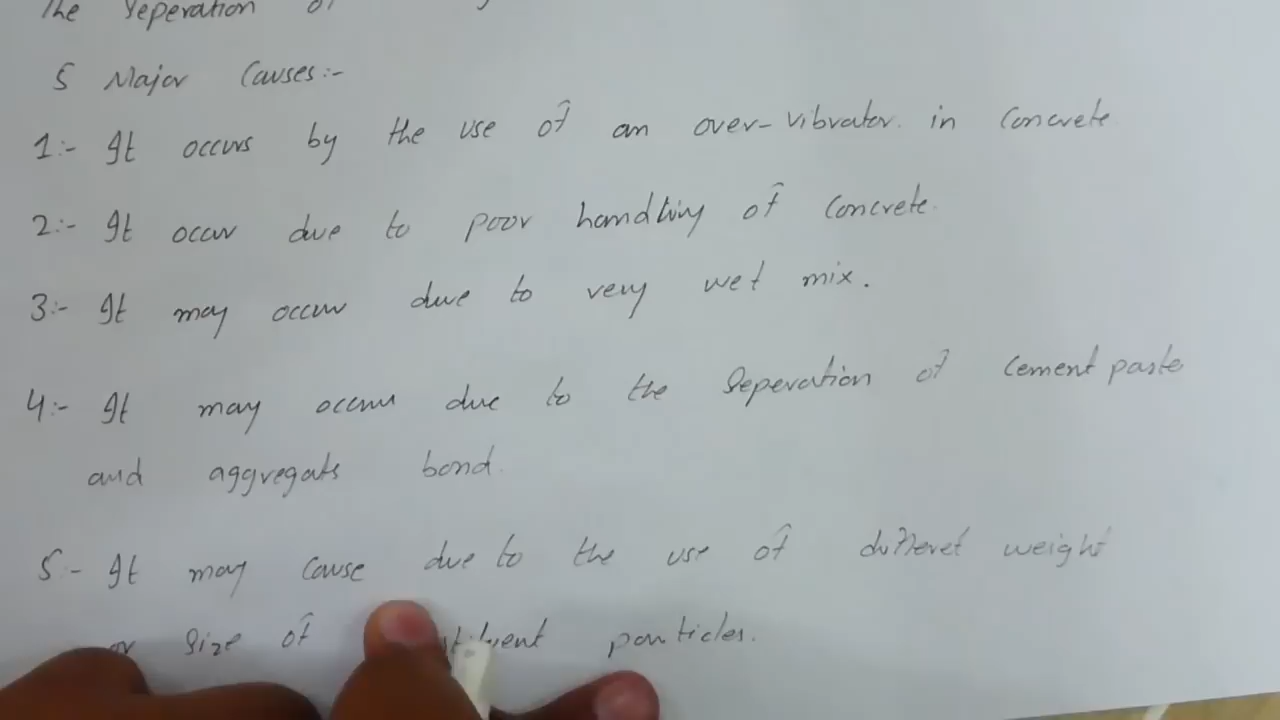 The Seperation of
5 Major Causes:-
1:- It occurs by the use of an over-vibrator. in Concrete
2:- It occur due to poor handling of Concrete.
3:- It may occur due to very wet mix.
4:- It may occur due to the Seperation of Cement paste
and aggregate bond.
5:- It may cause due to the use of differet weight
or size of particles.